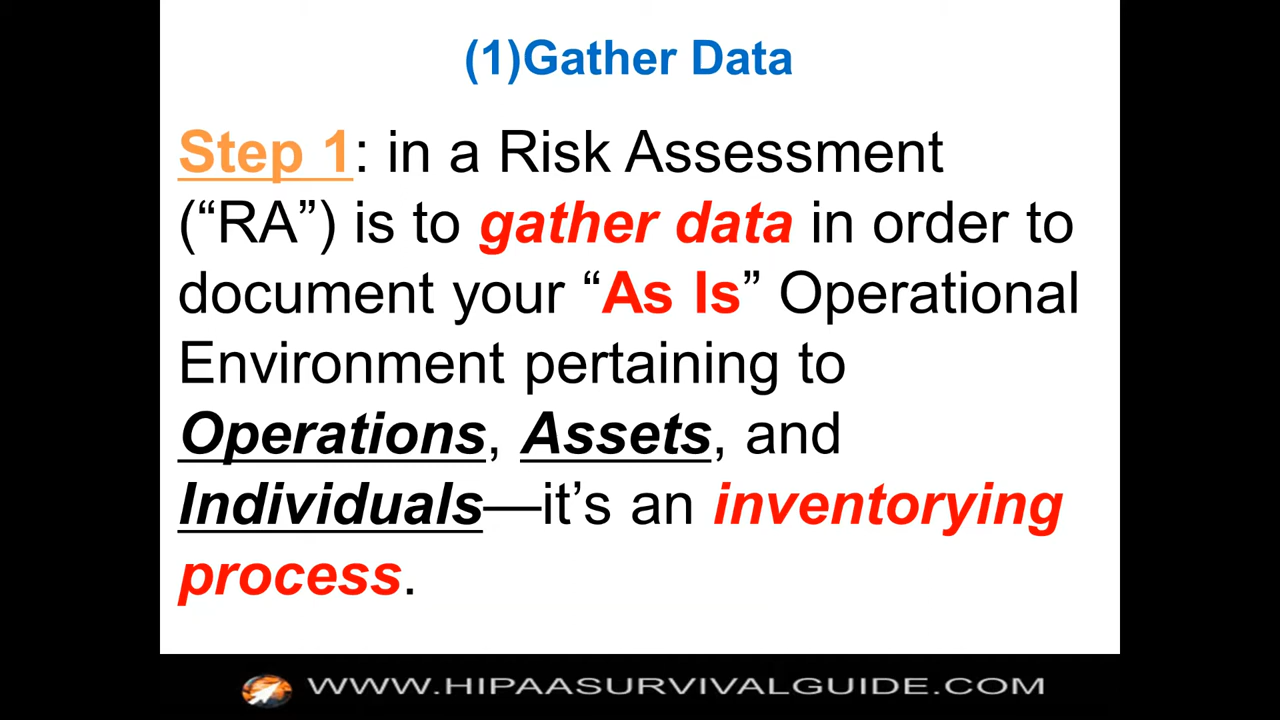 (1)Gather Data
Step 1: in a Risk Assessment
(“RA”) is to gather data in order to
document your “As Is” Operational
Environment pertaining to
Operations, Assets, and
Individuals—it’s an inventorying
process.
WWW.HIPAASURVIVALGUIDE.COM